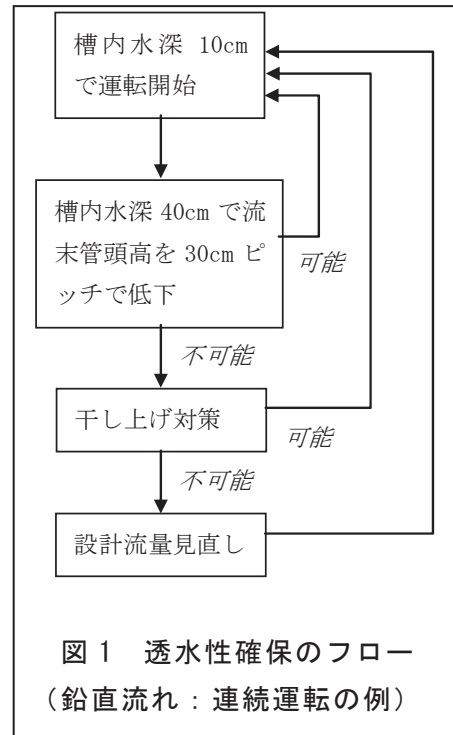 槽内水深 10cm
で運転開始
槽内水深 40cm で流
末管頭高を 30cm ピ
ッチで低下
可能
不可能
干し上げ対策
可能
不可能
設計流量見直し
図 1 透水性確保のフロー
（鉛直流れ：連続運転の例）